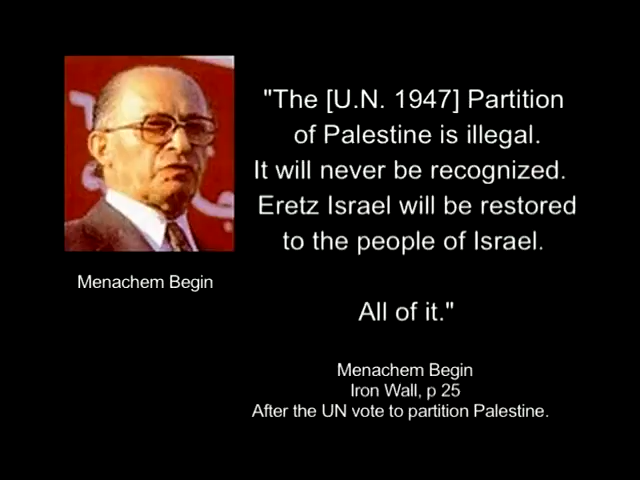 "The [U.N. 1947] Partition
of Palestine is illegal.
It will never be recognized.
Eretz Israel will be restored
to the people of Israel.
All of it."
Menachem Begin
Menachem Begin
Iron Wall, p 25
After the UN vote to partition Palestine.